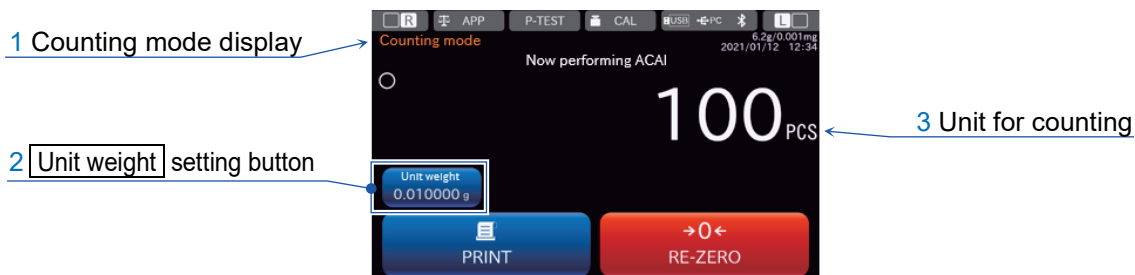 R APP P-TEST CAL USB PC L
1 Counting mode display
Counting mode
6.2g/0.001mg
2021/01/12 12:34
Now performing ACAI
100 PCS
3 Unit for counting
2 Unit weight setting button
Unit weight
0.010000 g
PRINT
→0←
RE-ZERO